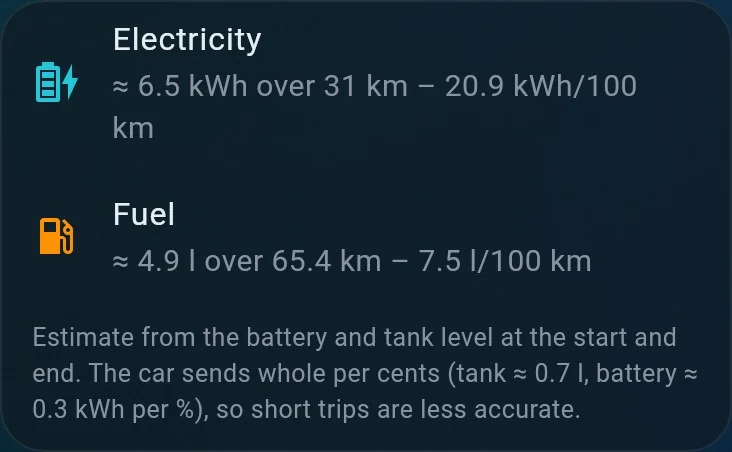 Electricity
≈ 6.5 kWh over 31 km – 20.9 kWh/100
km
Fuel
≈ 4.9 l over 65.4 km – 7.5 l/100 km
Estimate from the battery and tank level at the start and
end. The car sends whole per cents (tank ≈ 0.7 l, battery ≈
0.3 kWh per %), so short trips are less accurate.